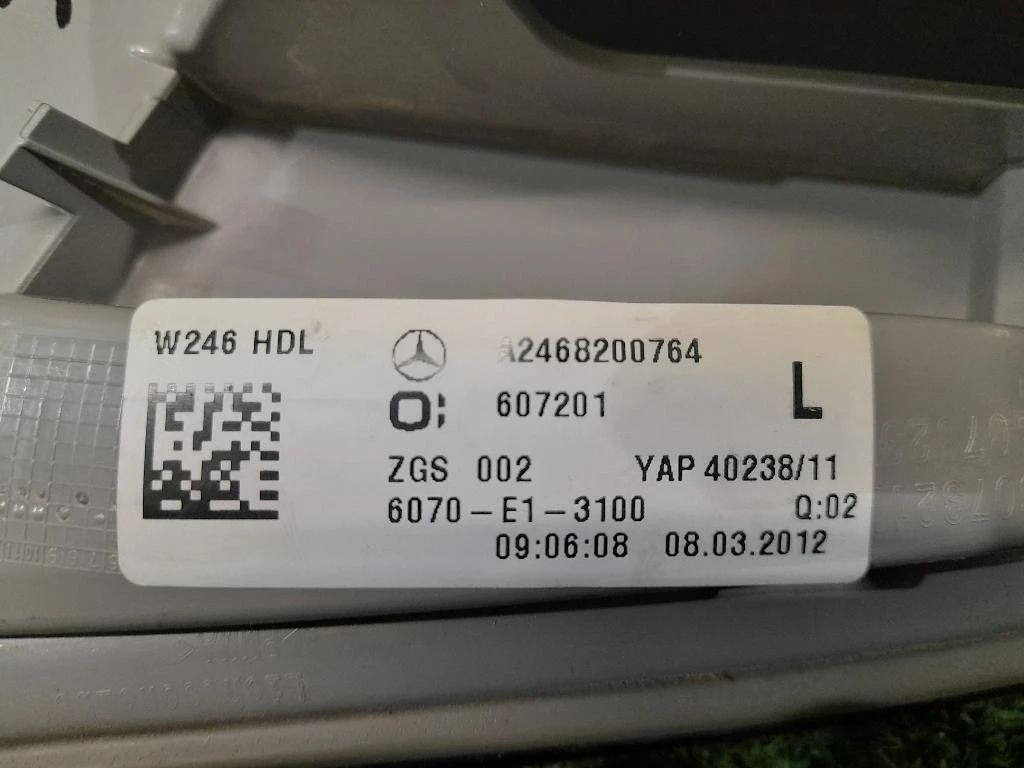 W246 HDL
A2468200764
O: 607201
L
ZGS 002 YAP 40238/11
6070-E1-3100 Q:02
09:06:08 08.03.2012